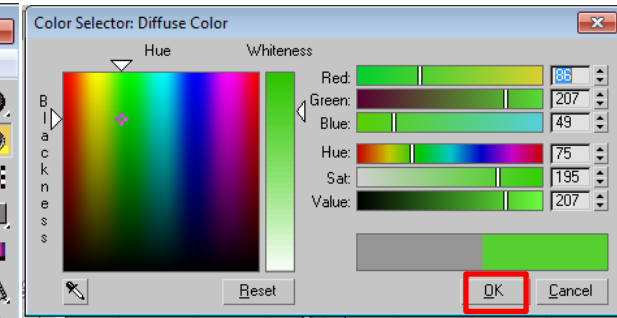 Color Selector: Diffuse Color
Hue Whiteness
Blackness
Red: 86
Green: 207
Blue: 49
Hue: 75
Sat: 195
Value: 207
Reset
OK Cancel